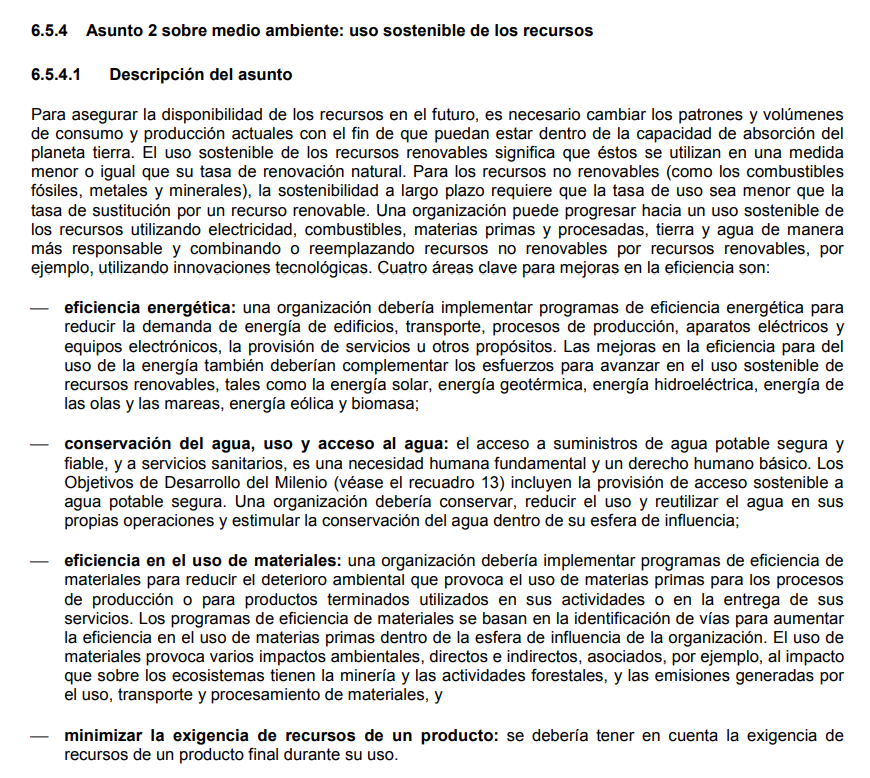 6.5.4 Asunto 2 sobre medio ambiente: uso sostenible de los recursos
6.5.4.1 Descripción del asunto
Para asegurar la disponibilidad de los recursos en el futuro, es necesario cambiar los patrones y volúmenes
de consumo y producción actuales con el fin de que puedan estar dentro de la capacidad de absorción del
planeta tierra. El uso sostenible de los recursos renovables significa que éstos se utilizan en una medida
menor o igual que su tasa de renovación natural. Para los recursos no renovables (como los combustibles
fósiles, metales y minerales), la sostenibilidad a largo plazo requiere que la tasa de uso sea menor que la
tasa de sustitución por un recurso renovable. Una organización puede progresar hacia un uso sostenible de
los recursos utilizando electricidad, combustibles, materias primas y procesadas, tierra y agua de manera
más responsable y combinando o reemplazando recursos no renovables por recursos renovables, por
ejemplo, utilizando innovaciones tecnológicas. Cuatro áreas clave para mejoras en la eficiencia son:
— eficiencia energética: una organización debería implementar programas de eficiencia energética para
reducir la demanda de energía de edificios, transporte, procesos de producción, aparatos eléctricos y
equipos electrónicos, la provisión de servicios u otros propósitos. Las mejoras en la eficiencia para del
uso de la energía también deberían complementar los esfuerzos para avanzar en el uso sostenible de
recursos renovables, tales como la energía solar, energía geotérmica, energía hidroeléctrica, energía de
las olas y las mareas, energía eólica y biomasa;
— conservación del agua, uso y acceso al agua: el acceso a suministros de agua potable segura y
fiable, y a servicios sanitarios, es una necesidad humana fundamental y un derecho humano básico. Los
Objetivos de Desarrollo del Milenio (véase el recuadro 13) incluyen la provisión de acceso sostenible a
agua potable segura. Una organización debería conservar, reducir el uso y reutilizar el agua en sus
propias operaciones y estimular la conservación del agua dentro de su esfera de influencia;
— eficiencia en el uso de materiales: una organización debería implementar programas de eficiencia de
materiales para reducir el deterioro ambiental que provoca el uso de materias primas para los procesos
de producción o para productos terminados utilizados en sus actividades o en la entrega de sus
servicios. Los programas de eficiencia de materiales se basan en la identificación de vías para aumentar
la eficiencia en el uso de materias primas dentro de la esfera de influencia de la organización. El uso de
materiales provoca varios impactos ambientales, directos e indirectos, asociados, por ejemplo, al impacto
que sobre los ecosistemas tienen la minería y las actividades forestales, y las emisiones generadas por
el uso, transporte y procesamiento de materiales, y
— minimizar la exigencia de recursos de un producto: se debería tener en cuenta la exigencia de
recursos de un producto final durante su uso.